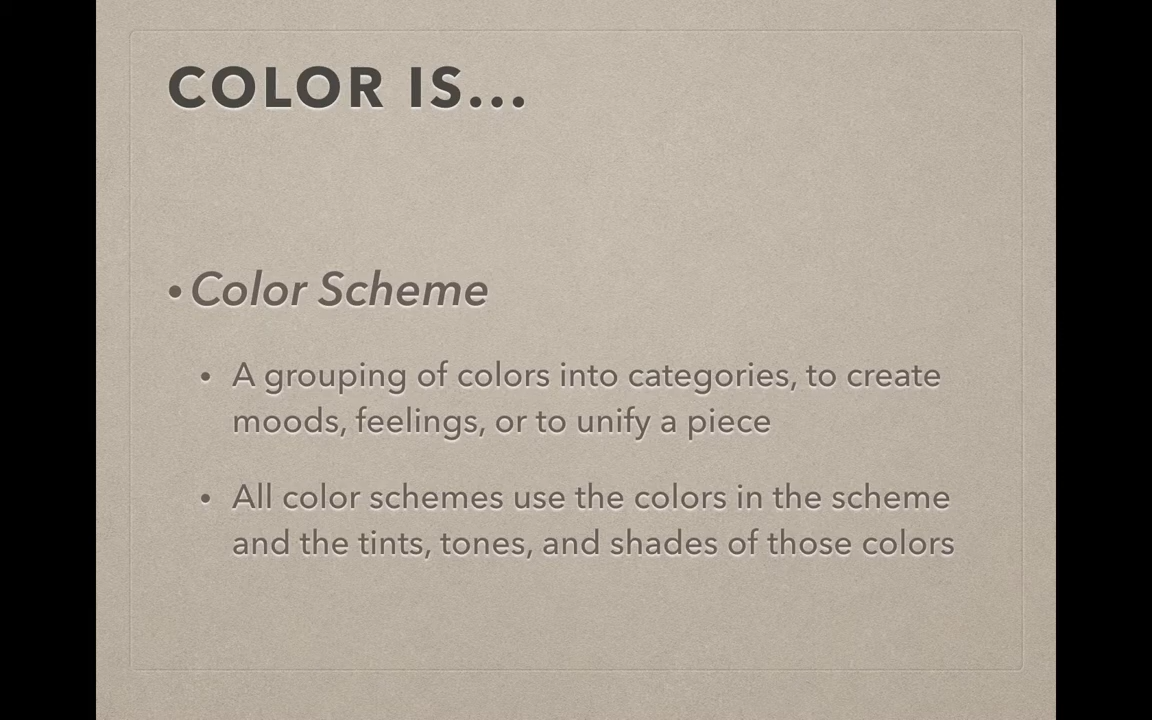 COLOR IS...
• Color Scheme
• A grouping of colors into categories, to create
moods, feelings, or to unify a piece
• All color schemes use the colors in the scheme
and the tints, tones, and shades of those colors